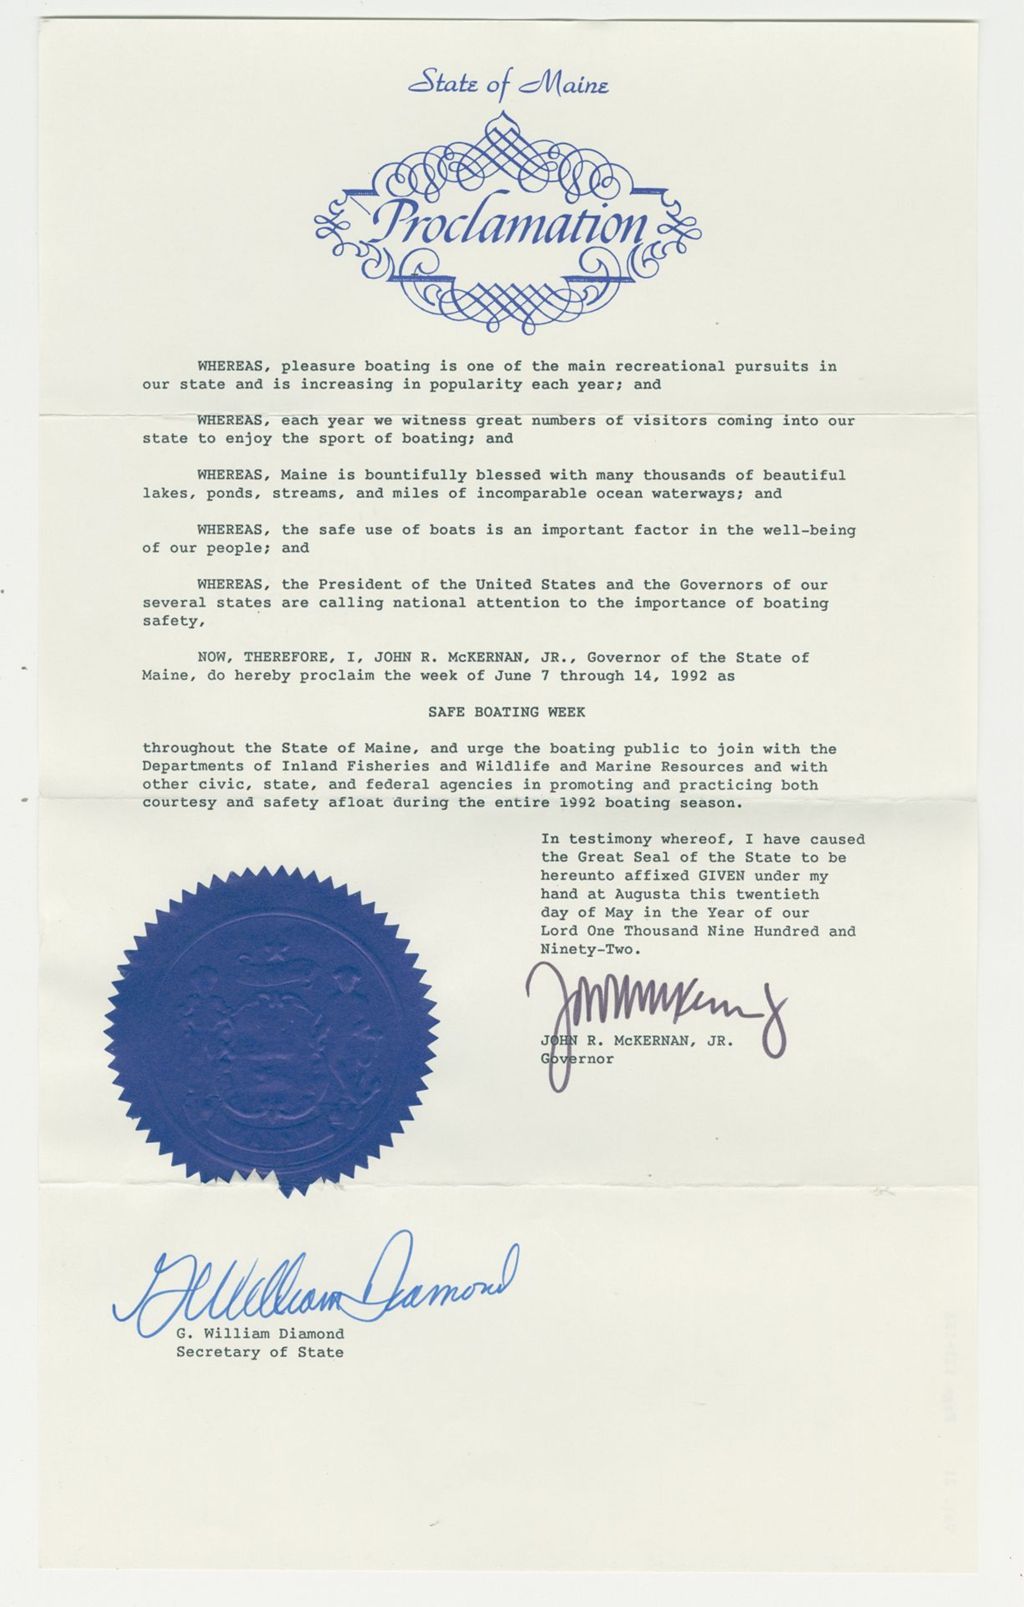 State of Maine
Proclamation
WHEREAS, pleasure boating is one of the main recreational pursuits in
our state and is increasing in popularity each year; and
WHEREAS, each year we witness great numbers of visitors coming into our
state to enjoy the sport of boating; and
WHEREAS, Maine is bountifully blessed with many thousands of beautiful
lakes, ponds, streams, and miles of incomparable ocean waterways; and
WHEREAS, the safe use of boats is an important factor in the well-being
of our people; and
WHEREAS, the President of the United States and the Governors of our
several states are calling national attention to the importance of boating
safety,
NOW, THEREFORE, I, JOHN R. McKERNAN, JR., Governor of the State of
Maine, do hereby proclaim the week of June 7 through 14, 1992 as
SAFE BOATING WEEK
throughout the State of Maine, and urge the boating public to join with the
Departments of Inland Fisheries and Wildlife and Marine Resources and with
other civic, state, and federal agencies in promoting and practicing both
courtesy and safety afloat during the entire 1992 boating season.
In testimony whereof, I have caused
the Great Seal of the State to be
hereunto affixed GIVEN under my
hand at Augusta this twentieth
day of May in the Year of our
Lord One Thousand Nine Hundred and
Ninety-Two.
JOHN R. McKERNAN, JR.
Governor
G William Diamond
G. William Diamond
Secretary of State